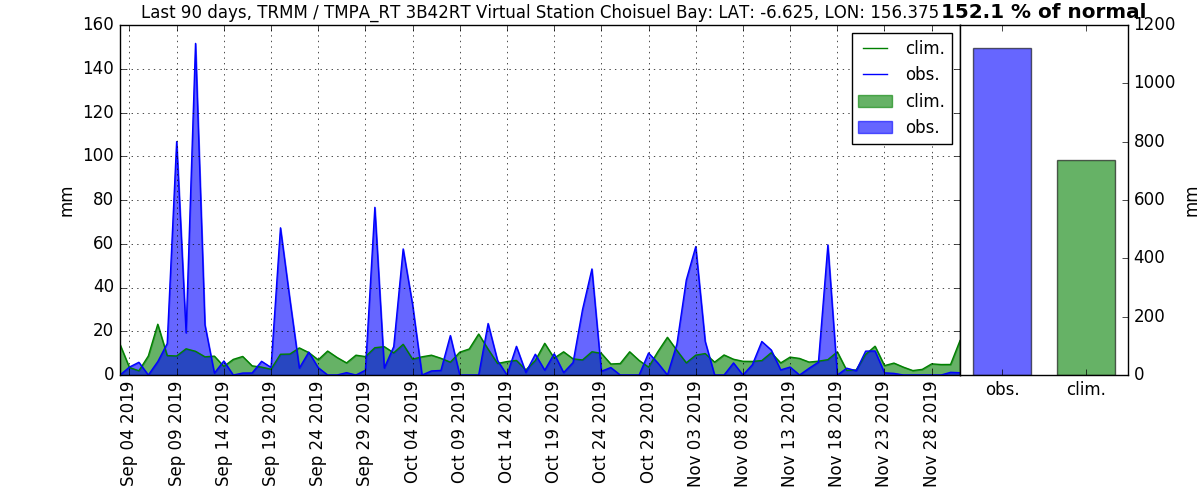 Last 90 days, TRMM / TMPA_RT 3B42RT Virtual Station Choisuel Bay: LAT: -6.625, LON: 156.375 152.1 % of normal
160
140
120
100
80
60
40
20
0
mm
clim.
obs.
clim.
obs.
1200
1000
800
600
400
200
0
mm
Sep 04 2019
Sep 09 2019
Sep 14 2019
Sep 19 2019
Sep 24 2019
Sep 29 2019
Oct 04 2019
Oct 09 2019
Oct 14 2019
Oct 19 2019
Oct 24 2019
Oct 29 2019
Nov 03 2019
Nov 08 2019
Nov 13 2019
Nov 18 2019
Nov 23 2019
Nov 28 2019
obs. clim.